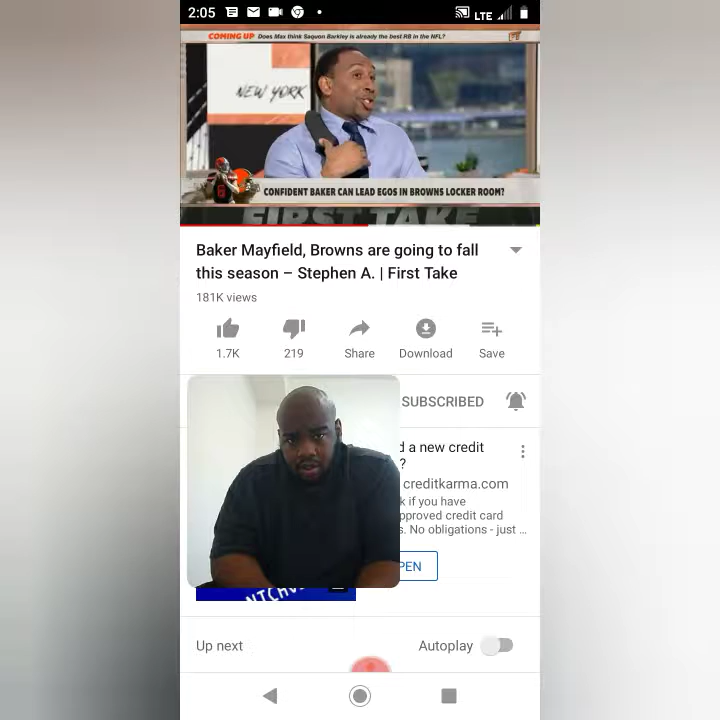 2:05
LTE
COMING UP Does Max think Saquon Barkley is already the best RB in the NFL?
NEW YORK
CONFIDENT BAKER CAN LEAD EGOS IN BROWNS LOCKER ROOM?
FIRST TAKE
Baker Mayfield, Browns are going to fall
this season – Stephen A. | First Take
181K views
1.7K
219
Share
Download
Save
SUBSCRIBED
d a new credit
?
creditkarma.com
k if you have
pproved credit card
s. No obligations - just ...
PEN
Up next
Autoplay